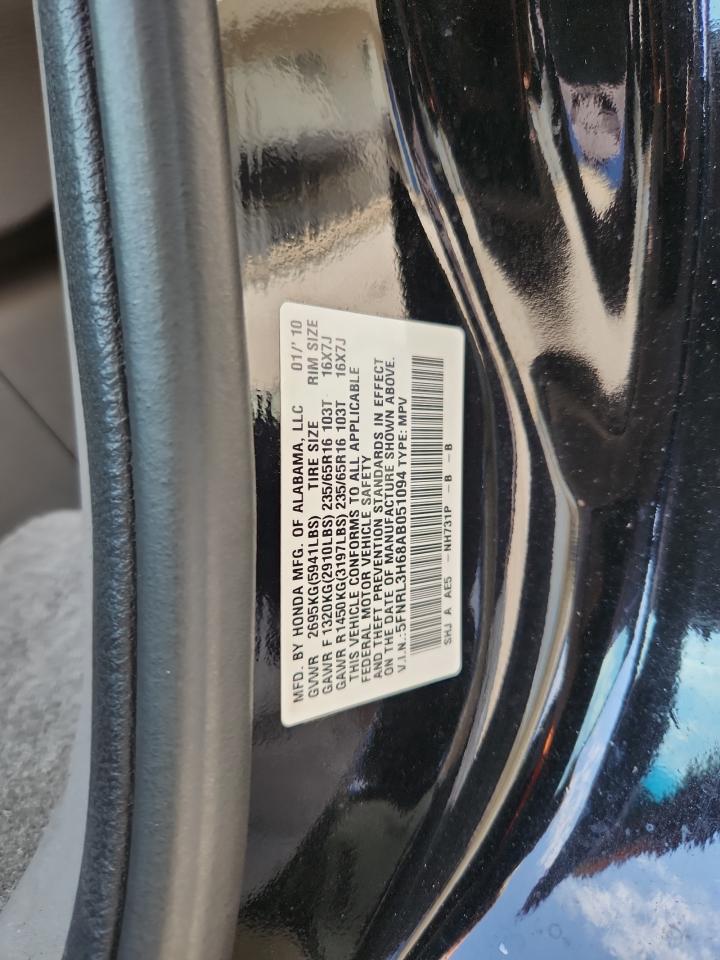 MFD. BY HONDA MFG. OF ALABAMA, LLC 01/'10
GVWR 2695KG(5941LBS) TIRE SIZE RIM SIZE
GAWR F 1320KG(2910LBS) 235/65R16 103T 16X7J
GAWR R 1450KG(3197LBS) 235/65R16 103T 16X7J
THIS VEHICLE CONFORMS TO ALL APPLICABLE
FEDERAL MOTOR VEHICLE SAFETY
AND THEFT PREVENTION STANDARDS IN EFFECT
ON THE DATE OF MANUFACTURE SHOWN ABOVE.
V.I.N.:5FNRL3H68AB051094 TYPE: MPV
SHJ A AE5 -NH731P -B -B